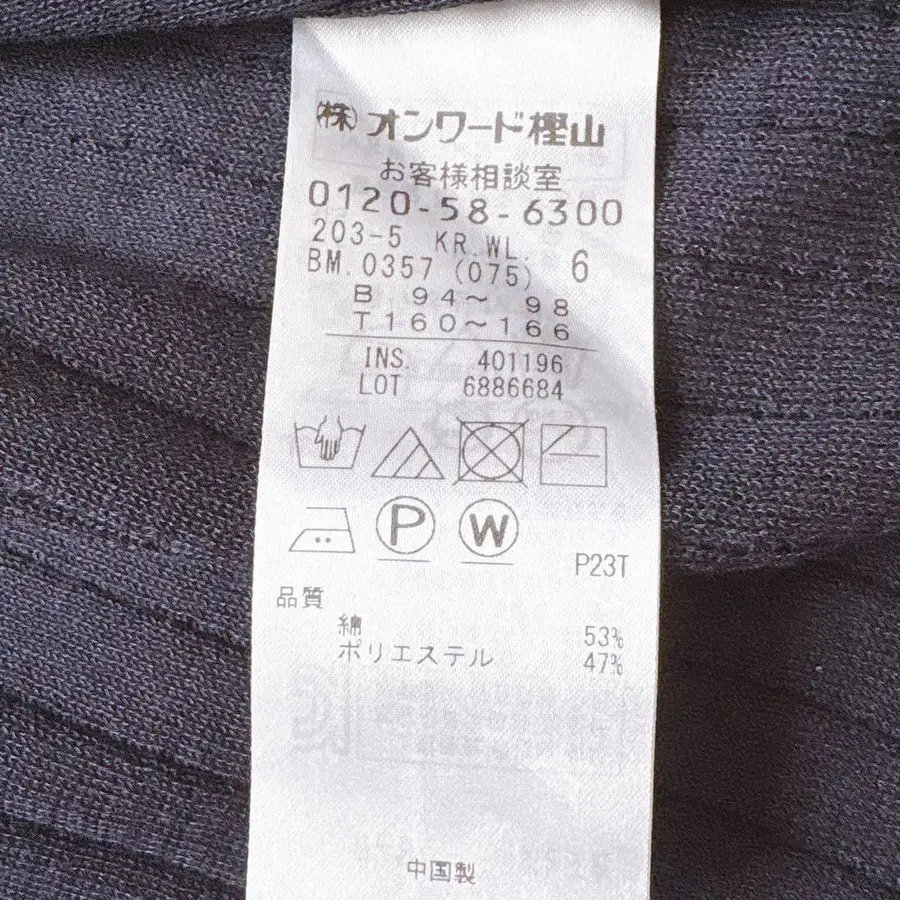 ㈱オンワード樫山
お客様相談室
0120-58-6300
203-5 KR.WL. 6
BM.0357 (075)
B 94～ 98
T160～166
INS. 401196
LOT 6886684
P W
P23T
品質
綿 53%
ポリエステル 47%
中国製